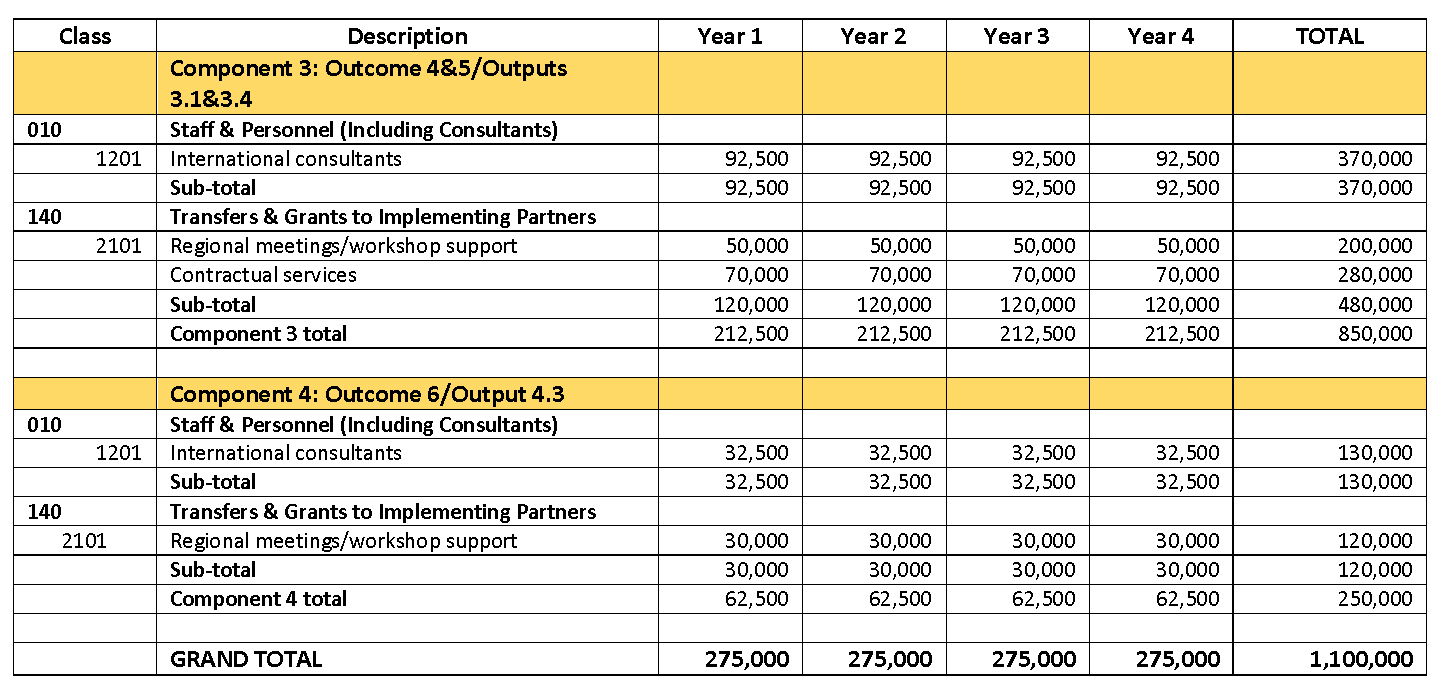 Class Description Year 1 Year 2 Year 3 Year 4 TOTAL
Component 3: Outcome 4&5/Outputs
3.1&3.4
010 Staff & Personnel (Including Consultants)
1201 International consultants 92,500 92,500 92,500 92,500 370,000
Sub-total 92,500 92,500 92,500 92,500 370,000
140 Transfers & Grants to Implementing Partners
2101 Regional meetings/workshop support 50,000 50,000 50,000 50,000 200,000
Contractual services 70,000 70,000 70,000 70,000 280,000
Sub-total 120,000 120,000 120,000 120,000 480,000
Component 3 total 212,500 212,500 212,500 212,500 850,000
Component 4: Outcome 6/Output 4.3
010 Staff & Personnel (Including Consultants)
1201 International consultants 32,500 32,500 32,500 32,500 130,000
Sub-total 32,500 32,500 32,500 32,500 130,000
140 Transfers & Grants to Implementing Partners
2101 Regional meetings/workshop support 30,000 30,000 30,000 30,000 120,000
Sub-total 30,000 30,000 30,000 30,000 120,000
Component 4 total 62,500 62,500 62,500 62,500 250,000
GRAND TOTAL 275,000 275,000 275,000 275,000 1,100,000